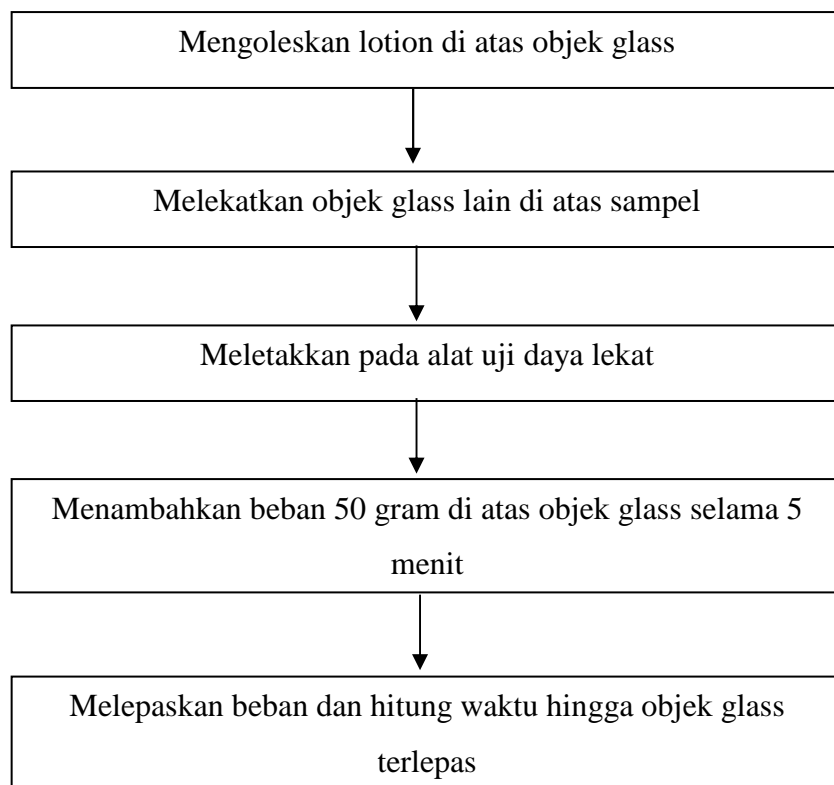 Mengoleskan lotion di atas objek glass
Melekatkan objek glass lain di atas sampel
Meletakkan pada alat uji daya lekat
Menambahkan beban 50 gram di atas objek glass selama 5
menit
Melepaskan beban dan hitung waktu hingga objek glass
terlepas